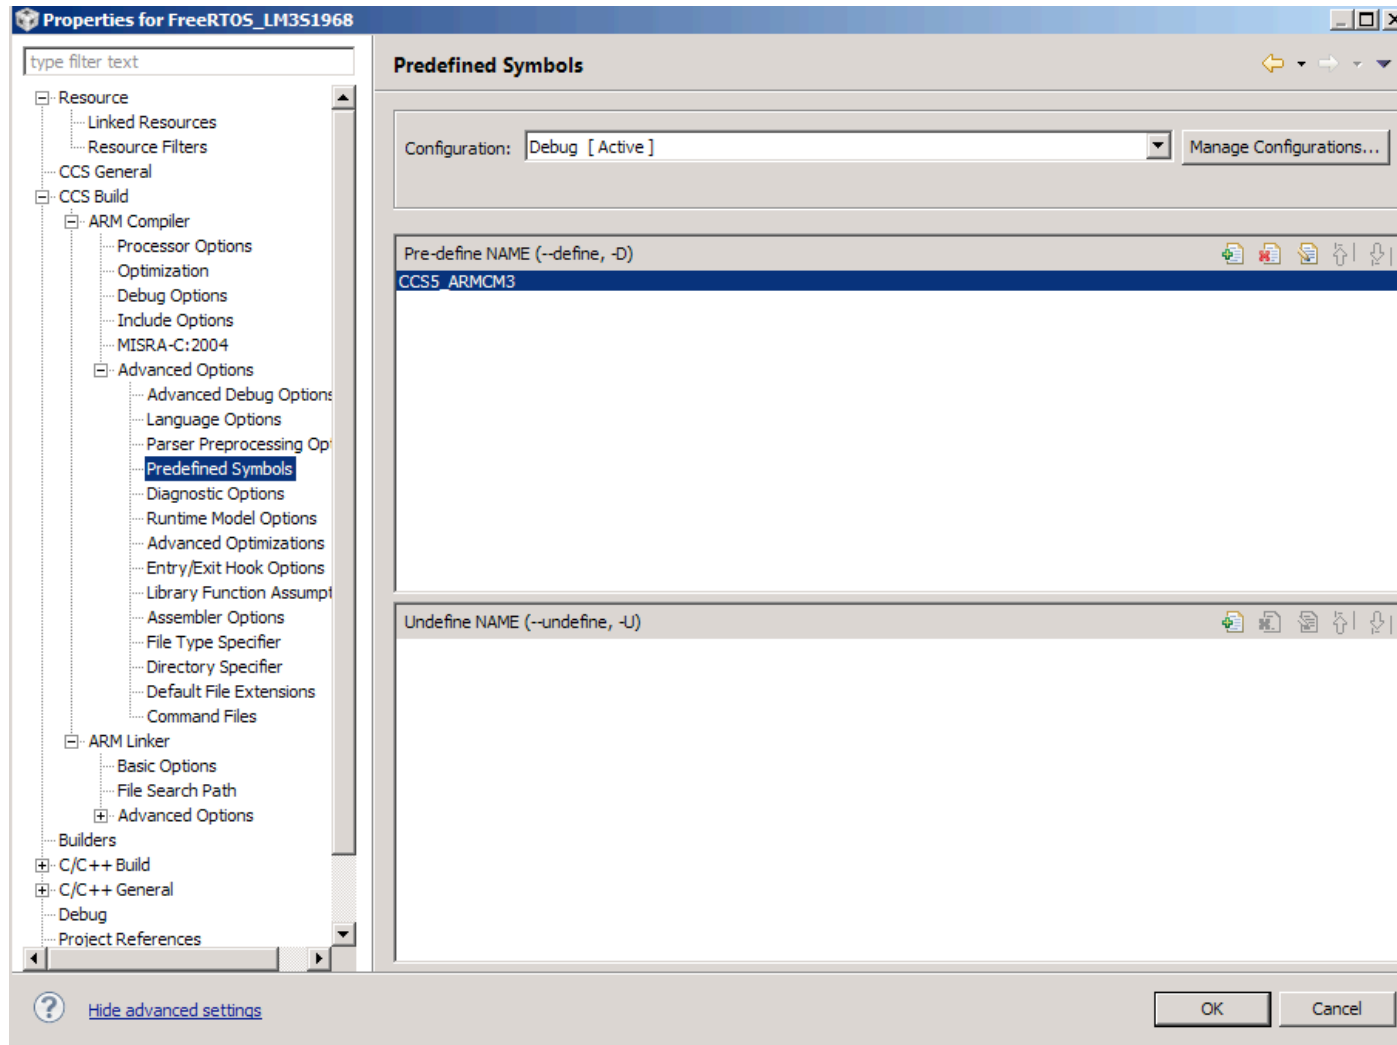 Properties for FreeRTOS_LM3S1968
type filter text
Resource
Linked Resources
Resource Filters
CCS General
CCS Build
ARM Compiler
Processor Options
Optimization
Debug Options
Include Options
MISRA-C:2004
Advanced Options
Advanced Debug Options
Language Options
Parser Preprocessing Opt
Predefined Symbols
Diagnostic Options
Runtime Model Options
Advanced Optimizations
Entry/Exit Hook Options
Library Function Assumpt
Assembler Options
File Type Specifier
Directory Specifier
Default File Extensions
Command Files
ARM Linker
Basic Options
File Search Path
Advanced Options
Builders
C/C++ Build
C/C++ General
Debug
Project References
Predefined Symbols
Configuration: Debug [ Active ] Manage Configurations...
Pre-define NAME (--define, -D)
CCS5_ARMCM3
Undefine NAME (--undefine, -U)
Hide advanced settings
OK Cancel